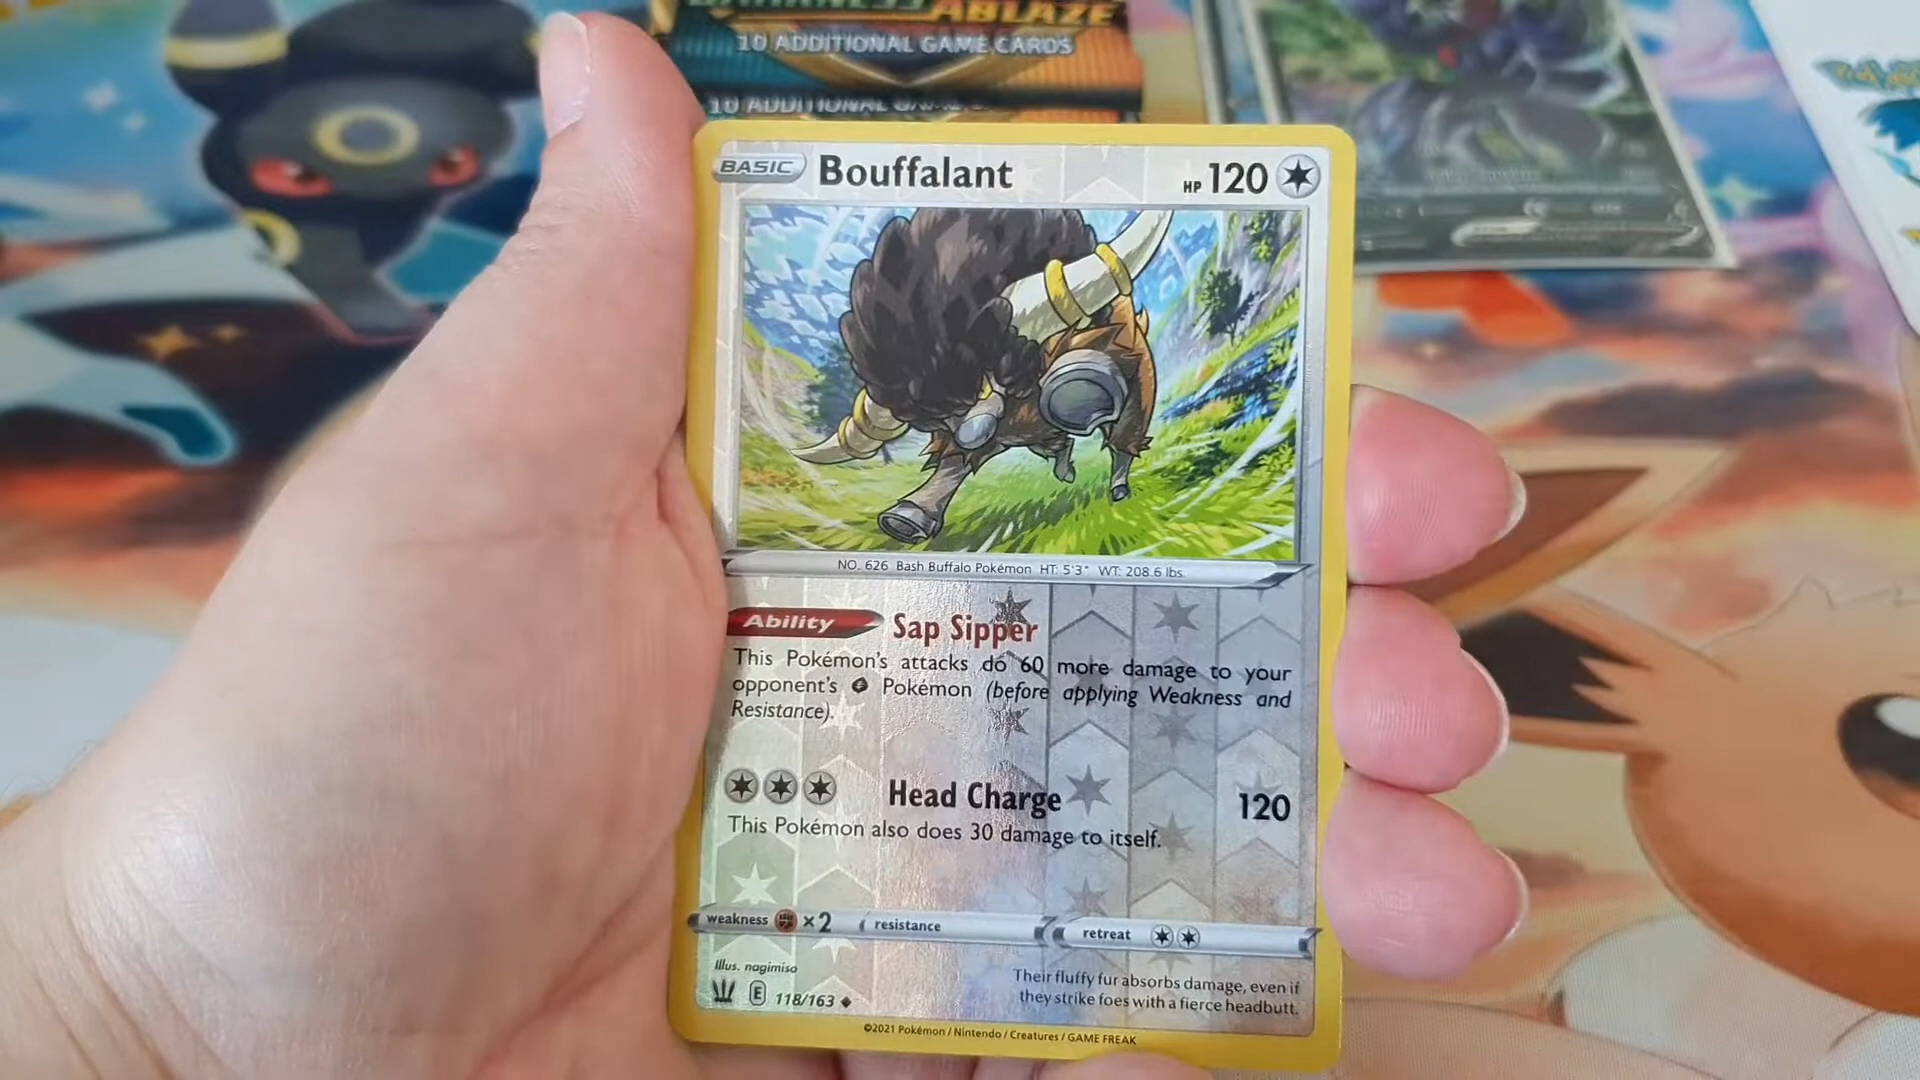 DARKNESS ABLAZE
10 ADDITIONAL GAME CARDS
10 ADDITIONAL
BASIC Bouffalant HP 120
NO. 626 Bash Buffalo Pokémon HT: 5'3" WT: 208.6 lbs.
Ability Sap Sipper
This Pokémon's attacks do 60 more damage to your
opponent's Pokémon (before applying Weakness and
Resistance).
Head Charge 120
This Pokémon also does 30 damage to itself.
weakness ×2 resistance retreat
Illus. nagimiso
Their fluffy fur absorbs damage, even if
they strike foes with a fierce headbutt.
E 118/163
©2021 Pokémon / Nintendo / Creatures / GAME FREAK